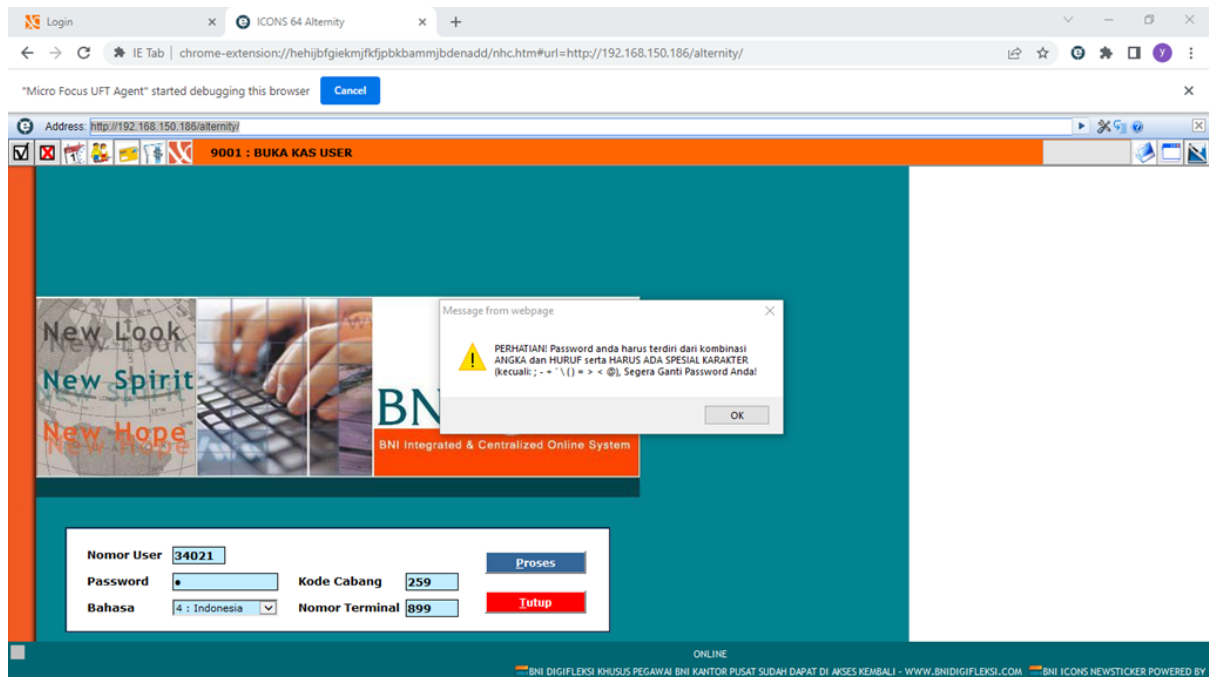 Login
ICONS 64 Alternity
IE Tab | chrome-extension://hehijbfgiekmjfkfjpbkbammjbdenadd/nhc.htm#url=http://192.168.150.186/alternity/
y
"Micro Focus UFT Agent" started debugging this browser
Cancel
Address: http://192.168.150.186/alternity/
9001 : BUKA KAS USER
Message from webpage
PERHATIAN! Password anda harus terdiri dari kombinasi
ANGKA dan HURUF serta HARUS ADA SPESIAL KARAKTER
(kecuali: ; - + ' \ () = > < @), Segera Ganti Password Anda!
OK
New Look
New Spirit
New Hope
BN
BNI Integrated & Centralized Online System
Nomor User 34021
Proses
Password • Kode Cabang 259
Bahasa 4 : Indonesia Nomor Terminal 899
Tutup
ONLINE
BNI DIGIFLEKSI KHUSUS PEGAWAI BNI KANTOR PUSAT SUDAH DAPAT DI AKSES KEMBALI - WWW.BNIDIGIFLEKSI.COM BNI ICONS NEWSTICKER POWERED BY